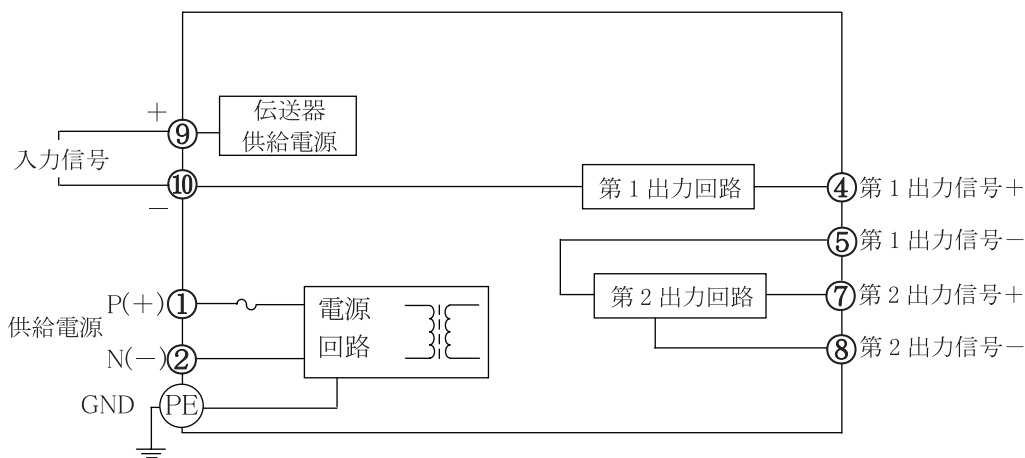 +
⑨
伝送器
供給電源
入力信号
⑩
−
第1出力回路
④
第1出力信号+
⑤
第1出力信号−
P(+)
①
供給電源
N(−)
②
電源
回路
第2出力回路
⑦
第2出力信号+
⑧
第2出力信号−
GND
PE